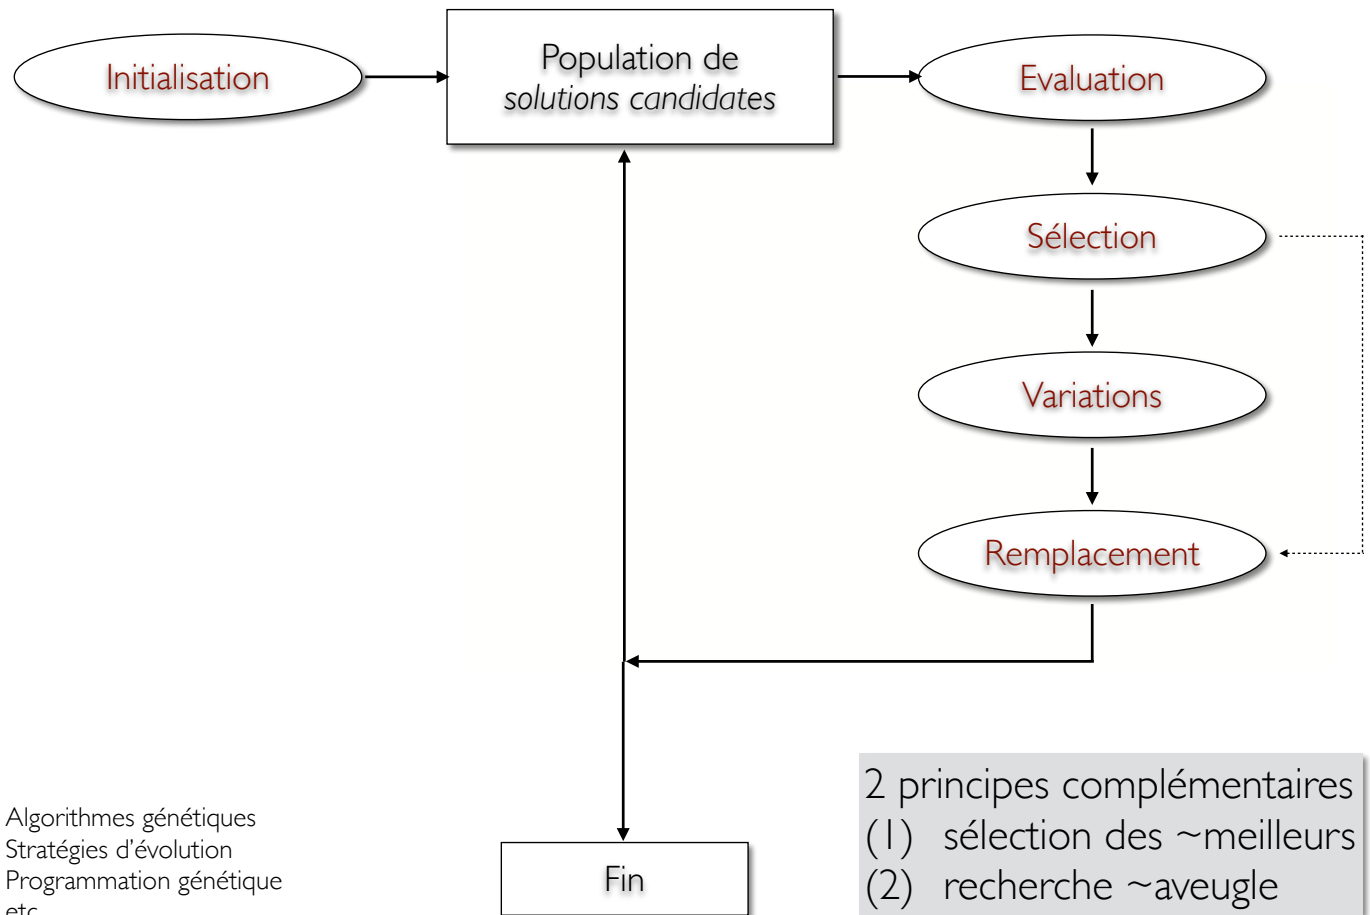 Initialisation
Population de
solutions candidates
Evaluation
Sélection
Variations
Remplacement
Fin
Algorithmes génétiques
Stratégies d'évolution
Programmation génétique
etc
2 principes complémentaires
(1) sélection des ~meilleurs
(2) recherche ~aveugle